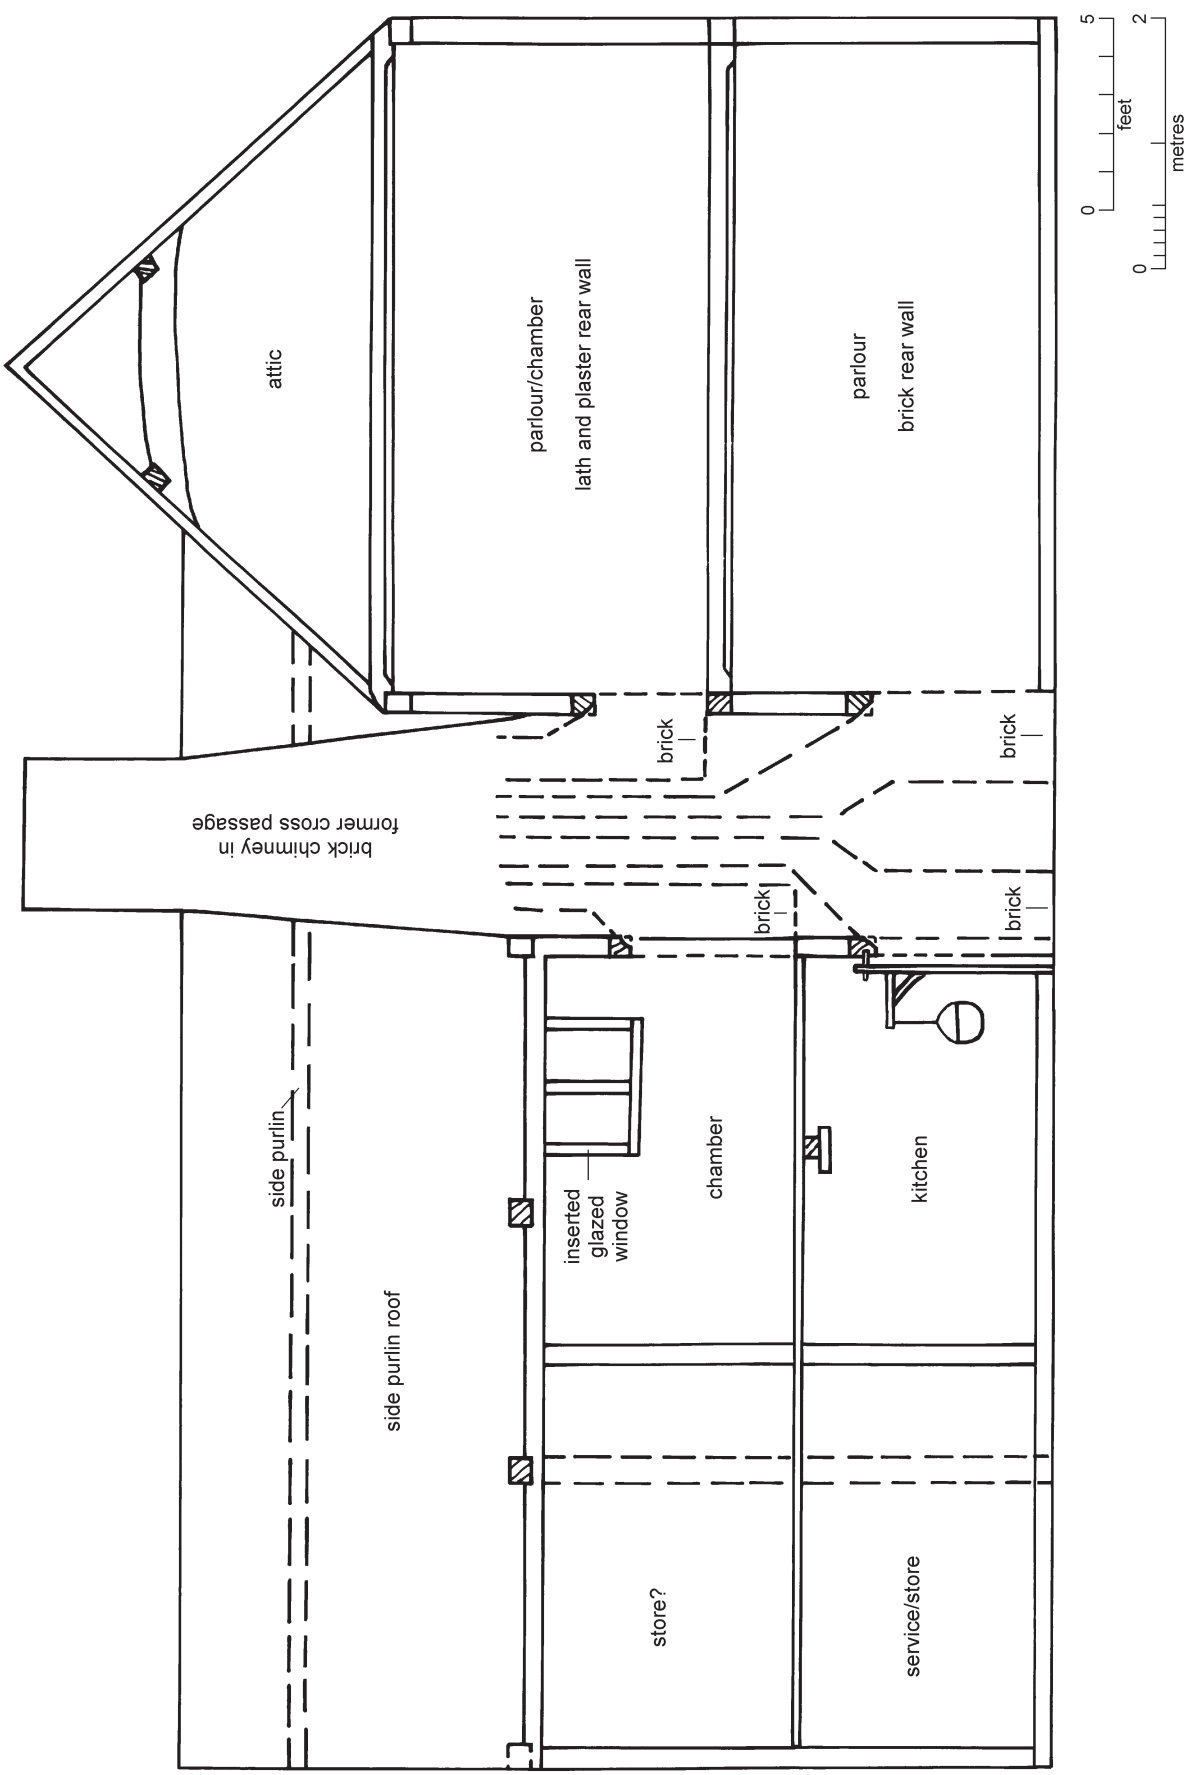 brick chimney in
former cross passage
attic
side purlin
side purlin roof
parlour/chamber
lath and plaster rear wall
inserted
glazed
window
brick
brick
store?
chamber
parlour
brick rear wall
service/store
kitchen
brick
brick
0 5
feet
0 2
metres